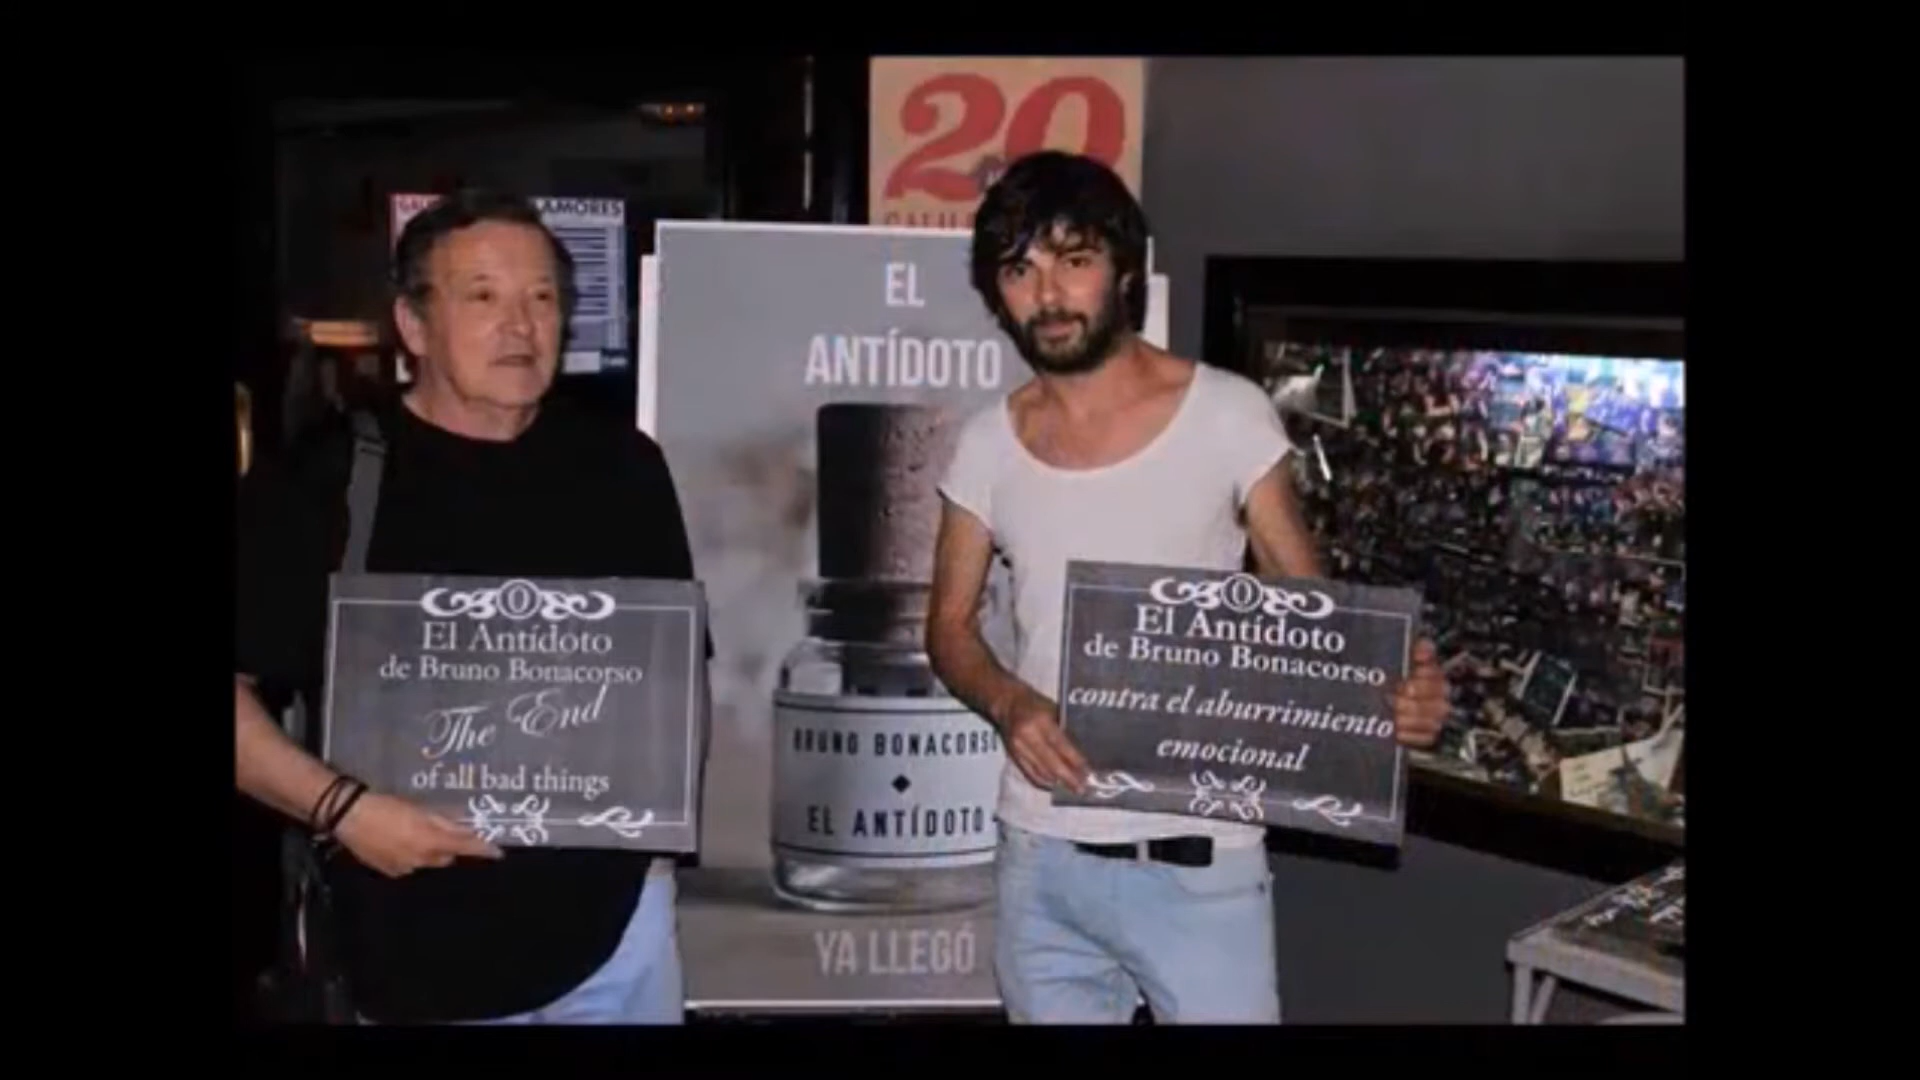 20
AMORES
EL
ANTÍDOTO
BRUNO BONACORSO
EL ANTÍDOTO
YA LLEGÓ
El Antídoto
de Bruno Bonacorso
The End
of all bad things
El Antídoto
de Bruno Bonacorso
contra el aburrimiento
emocional